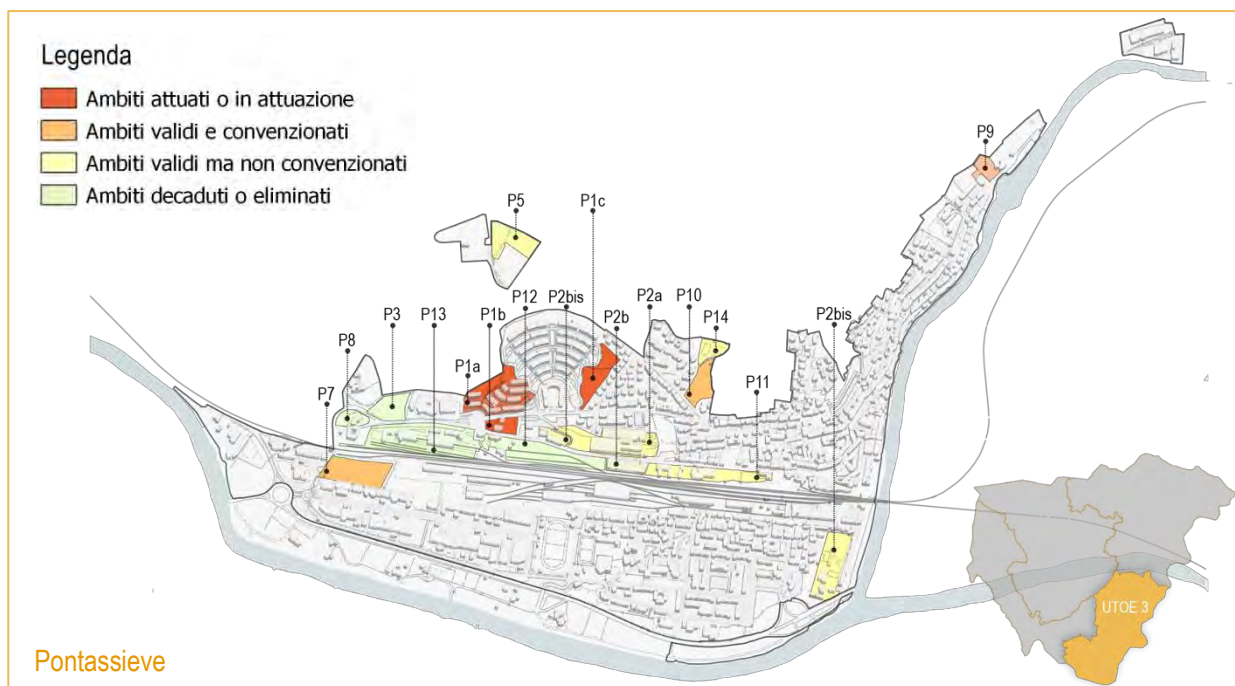 Legenda
Ambiti attuati o in attuazione
Ambiti validi e convenzionati
Ambiti validi ma non convenzionati
Ambiti decaduti o eliminati
P9
P5
P1c
P12
P2bis
P2a
P10
P3
P13
P1b
P2b
P14
P2bis
P8
P1a
P7
P11
UTOE 3
Pontassieve